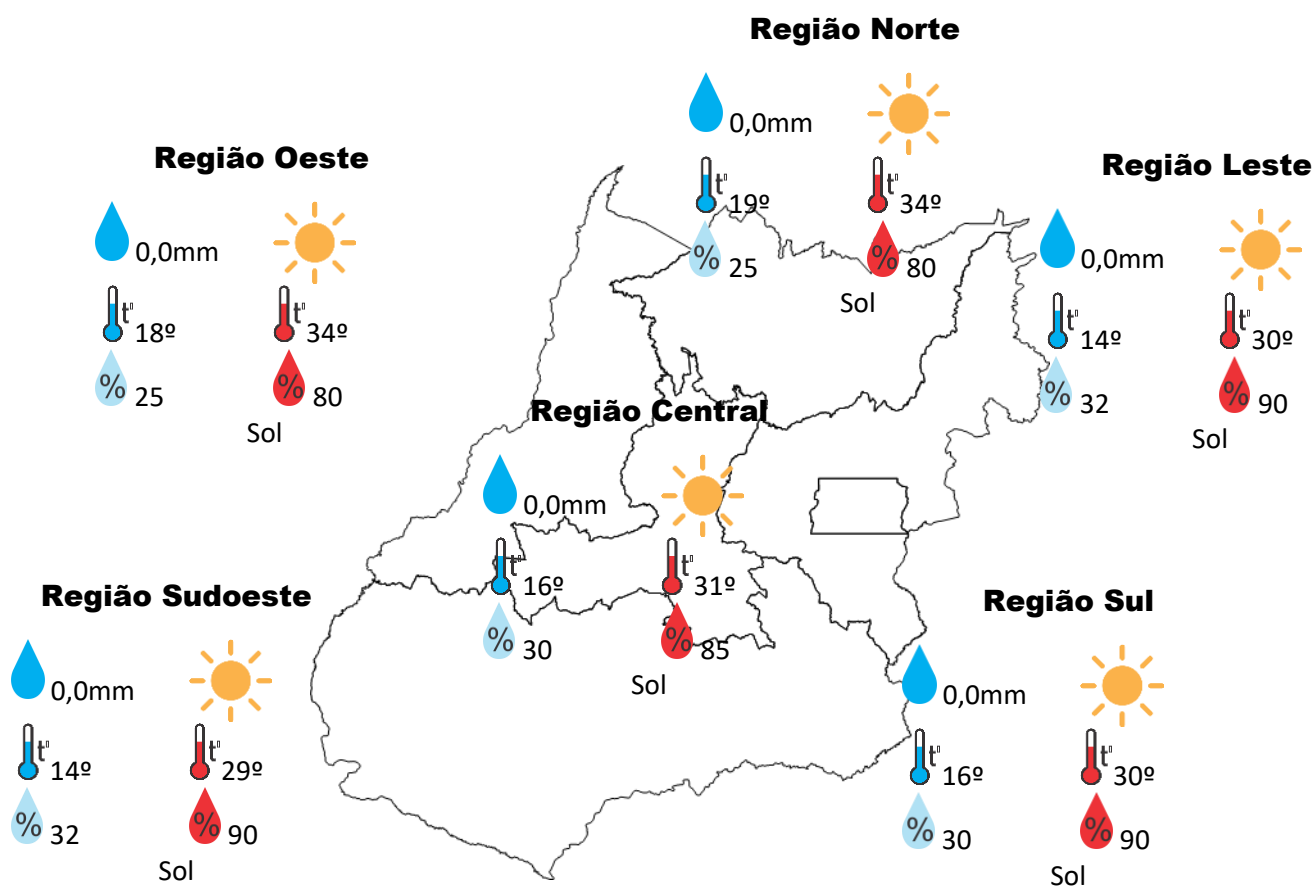 Região Norte
0,0mm
t°
19º
t°
34º
%
25
%
80
Sol
Região Oeste
0,0mm
t°
18º
t°
34º
%
25
%
80
Sol
Região Leste
0,0mm
t°
14º
t°
30º
%
32
%
90
Sol
Região Central
0,0mm
t°
16º
t°
31º
%
30
%
85
Sol
Região Sudoeste
0,0mm
t°
14º
t°
29º
%
32
%
90
Sol
Região Sul
0,0mm
t°
16º
t°
30º
%
30
%
90
Sol